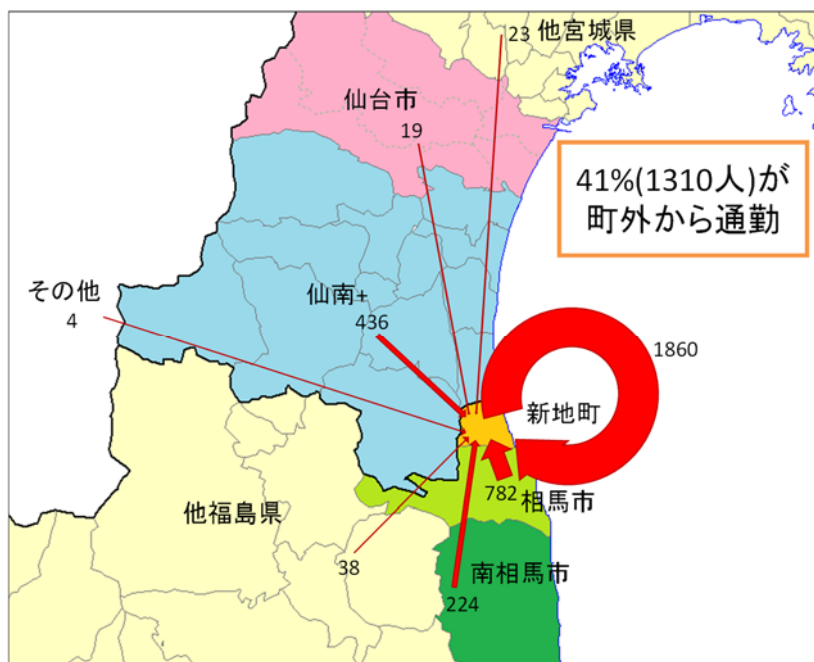 23 他宮城県
仙台市
19
41%(1310人)が
町外から通勤
その他
4
仙南+
436
1860
新地町
782 相馬市
他福島県
38
南相馬市
224